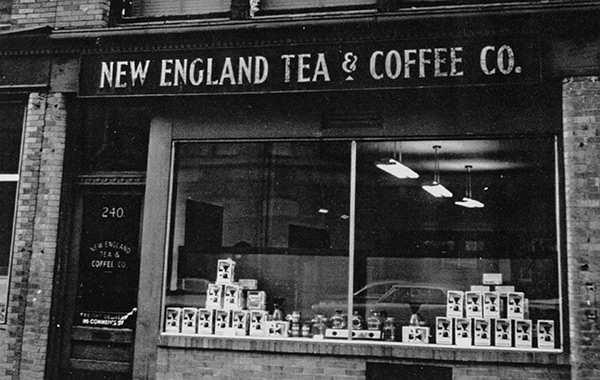 NEW ENGLAND TEA & COFFEE CO.
240
NEW ENGLAND
TEA &
COFFEE CO.